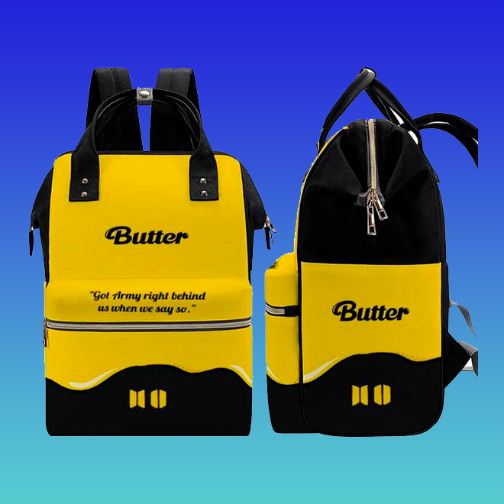 Butter
"Got Army right behind
us when we say so."
Butter